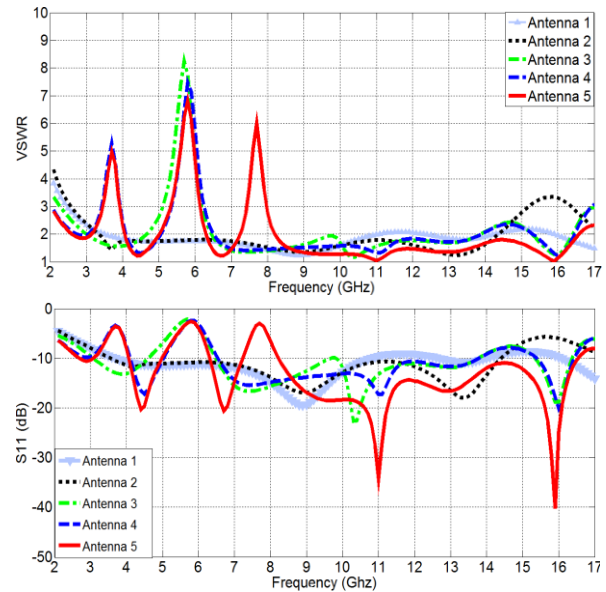 10
9
8
7
6
5
4
3
2
1
VSWR
Antenna 1
Antenna 2
Antenna 3
Antenna 4
Antenna 5
2 3 4 5 6 7 8 9 10 11 12 13 14 15 16 17
Frequency (GHz)
0
-10
-20
-30
-40
-50
S11 (dB)
Antenna 1
Antenna 2
Antenna 3
Antenna 4
Antenna 5
2 3 4 5 6 7 8 9 10 11 12 13 14 15 16 17
Frequency (Ghz)